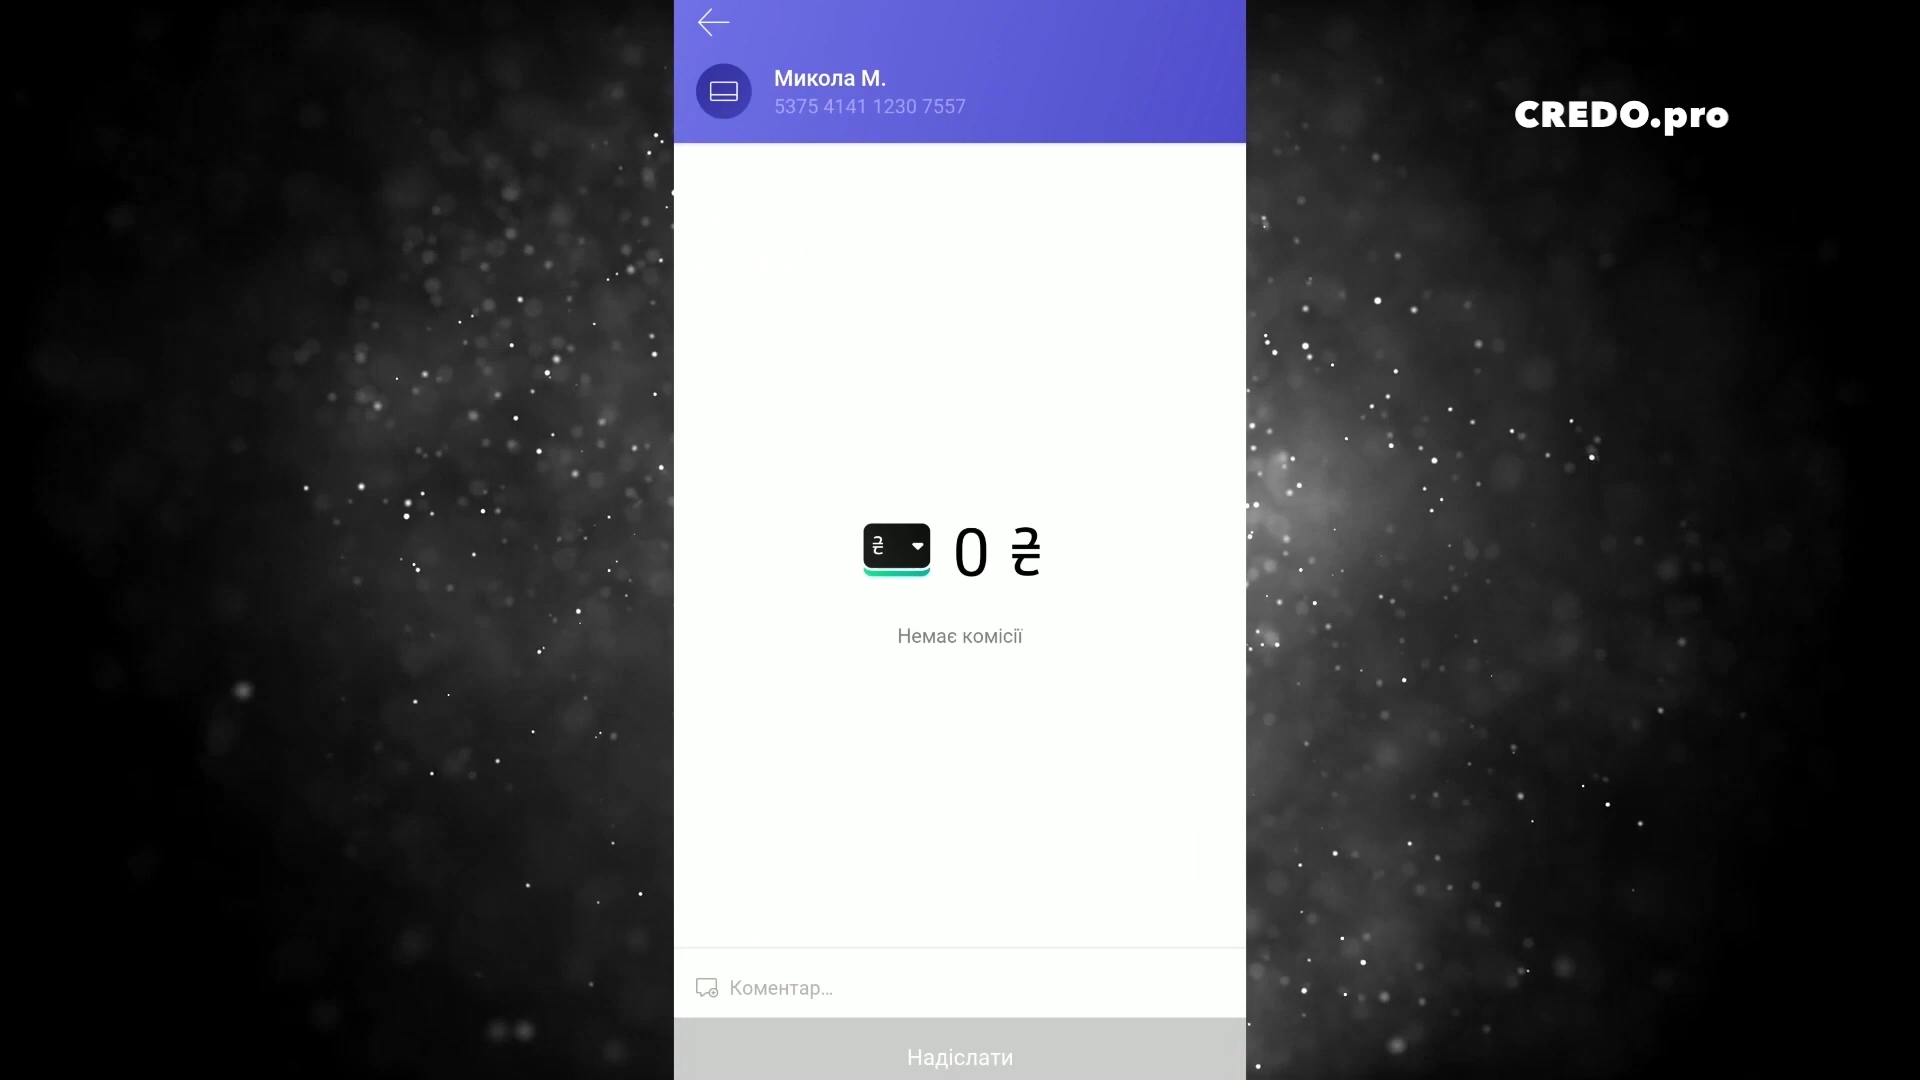 Микола М.
5375 4141 1230 7557
CREDO.pro
₴
0 ₴
Немає комісії
Коментар...
Надіслати